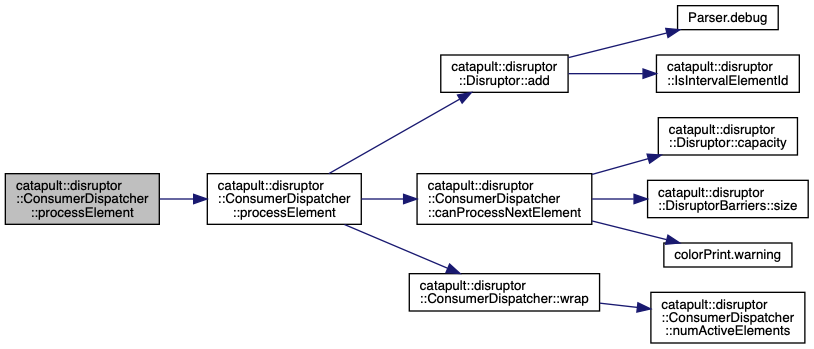 catapult::disruptor
::ConsumerDispatcher
::processElement
catapult::disruptor
::ConsumerDispatcher
::processElement
catapult::disruptor
::Disruptor::add
Parser.debug
catapult::disruptor
::IsIntervalElementId
catapult::disruptor
::ConsumerDispatcher
::canProcessNextElement
catapult::disruptor
::Disruptor::capacity
catapult::disruptor
::DisruptorBarriers::size
colorPrint.warning
catapult::disruptor
::ConsumerDispatcher::wrap
catapult::disruptor
::ConsumerDispatcher
::numActiveElements